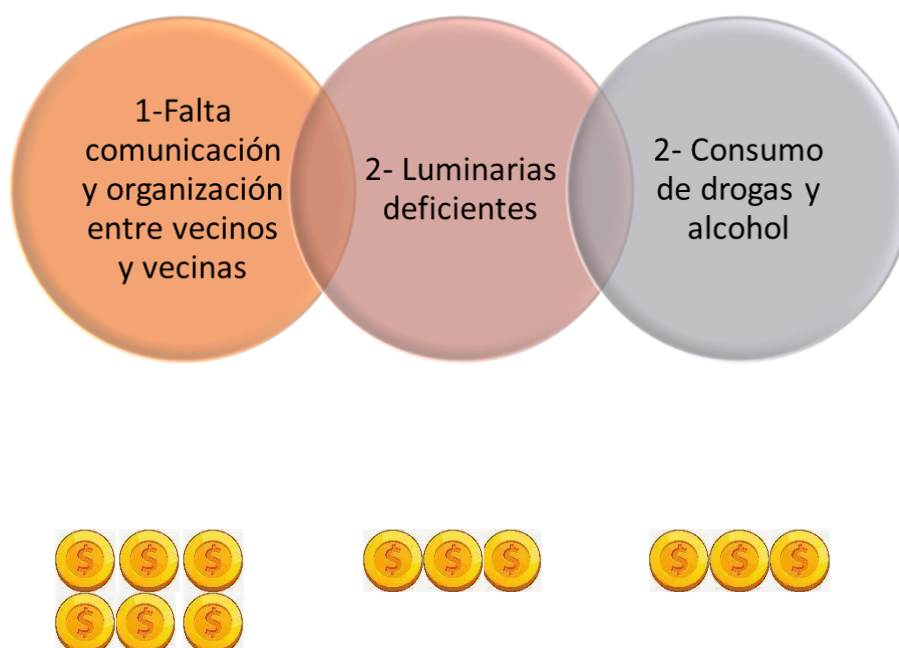 1-Falta
comunicación
y organización
entre vecinos
y vecinas
2- Luminarias
deficientes
2- Consumo
de drogas y
alcohol
$ $ $
$ $ $
$ $ $
$ $ $